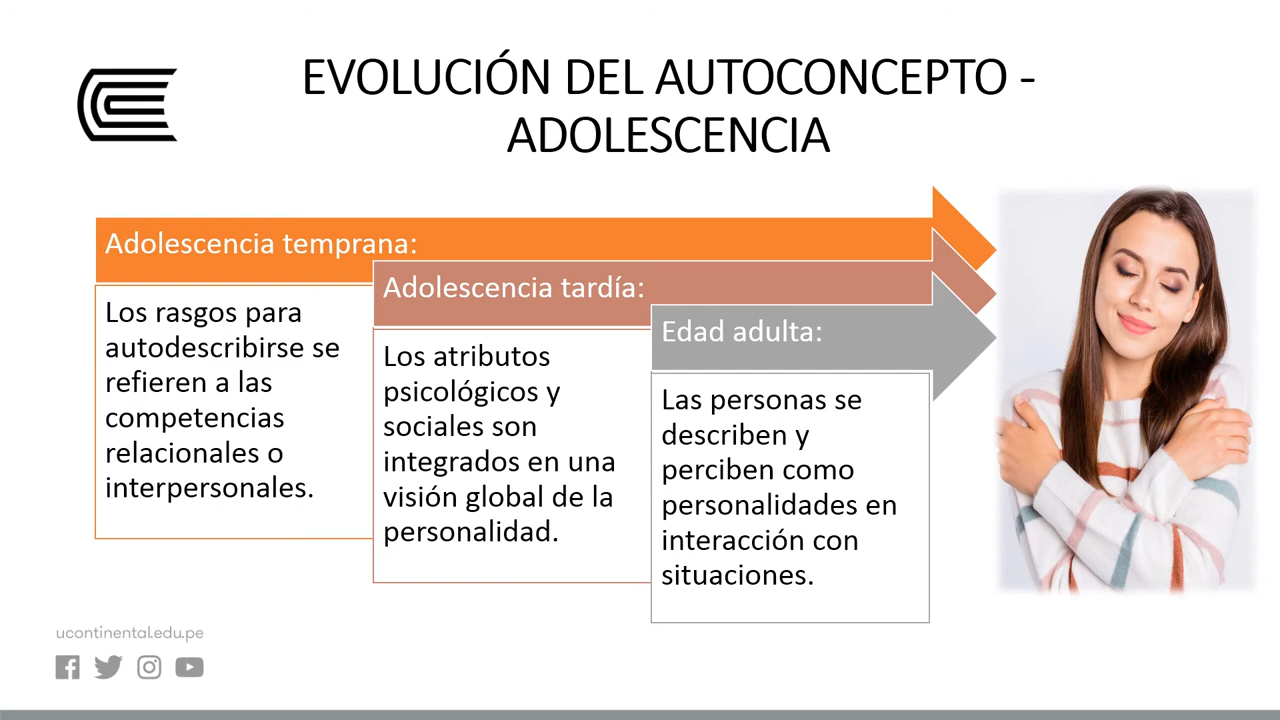 EVOLUCIÓN DEL AUTOCONCEPTO -
ADOLESCENCIA
Adolescencia temprana:
Los rasgos para
autodescribirse se
refieren a las
competencias
relacionales o
interpersonales.
Adolescencia tardía:
Los atributos
psicológicos y
sociales son
integrados en una
visión global de la
personalidad.
Edad adulta:
Las personas se
describen y
perciben como
personalidades en
interacción con
situaciones.
ucontinental.edu.pe